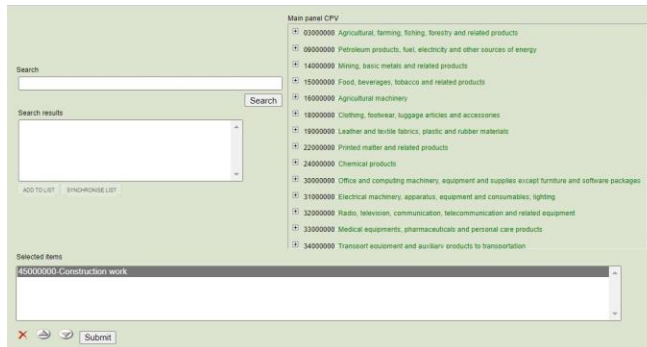 Main panel CPV
03000000 Agricultural, farming, fishing, forestry and related products
09000000 Petroleum products, fuel, electricity and other sources of energy
14000000 Mining, basic metals and related products
15000000 Food, beverages, tobacco and related products
16000000 Agricultural machinery
18000000 Clothing, footwear, luggage articles and accessories
19000000 Leather and textile fabrics, plastic and rubber materials
22000000 Printed matter and related products
24000000 Chemical products
30000000 Office and computing machinery, equipment and supplies except furniture and software packages
31000000 Electrical machinery, apparatus, equipment and consumables; lighting
32000000 Radio, television, communication, telecommunication and related equipment
33000000 Medical equipments, pharmaceuticals and personal care products
34000000 Transport equipment and auxiliary products to transportation
Search
Search
Search results
ADD TO LIST SYNCHRONISE LIST
Selected items
45000000-Construction work
Submit